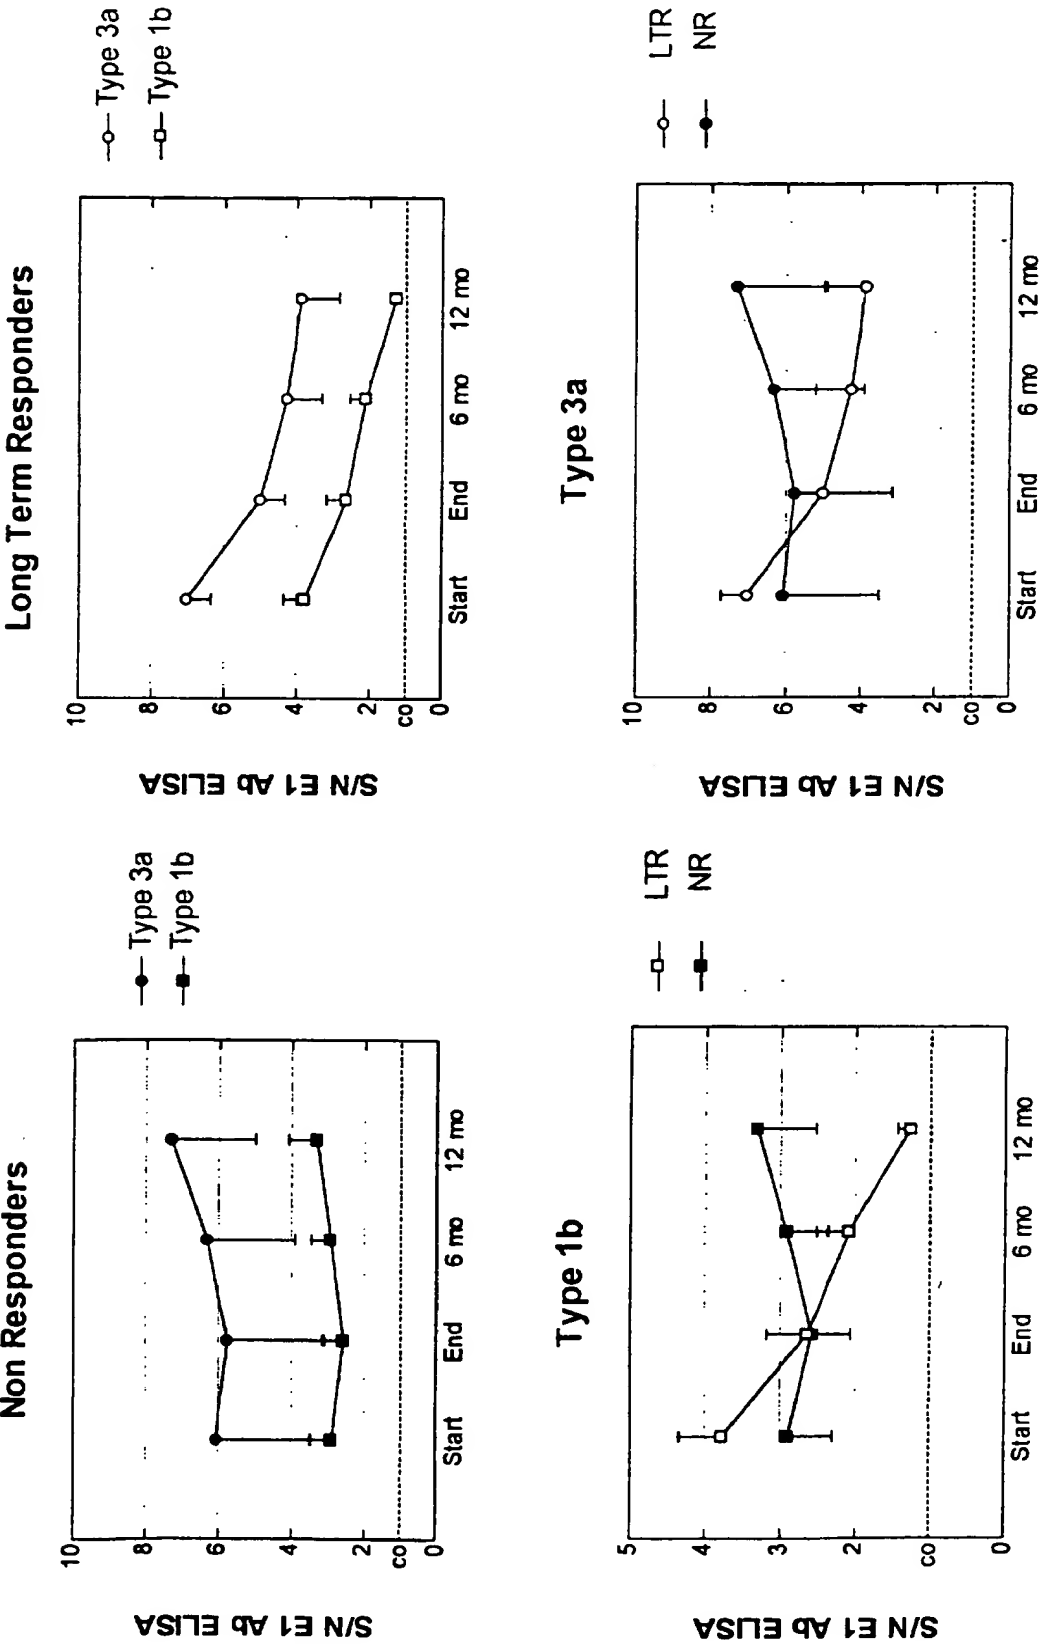 Non Responders
S/N E1 Ab ELISA
10
8
6
4
2
co
0
Start
End
6 mo
12 mo
Type 3a
Type 1b
Long Term Responders
S/N E1 Ab ELISA
10
8
6
4
2
co
0
Start
End
6 mo
12 mo
Type 3a
Type 1b
Type 1b
S/N E1 Ab ELISA
5
4
3
2
co
0
Start
End
6 mo
12 mo
LTR
NR
Type 3a
S/N E1 Ab ELISA
10
8
6
4
2
co
0
Start
End
6 mo
12 mo
LTR
NR